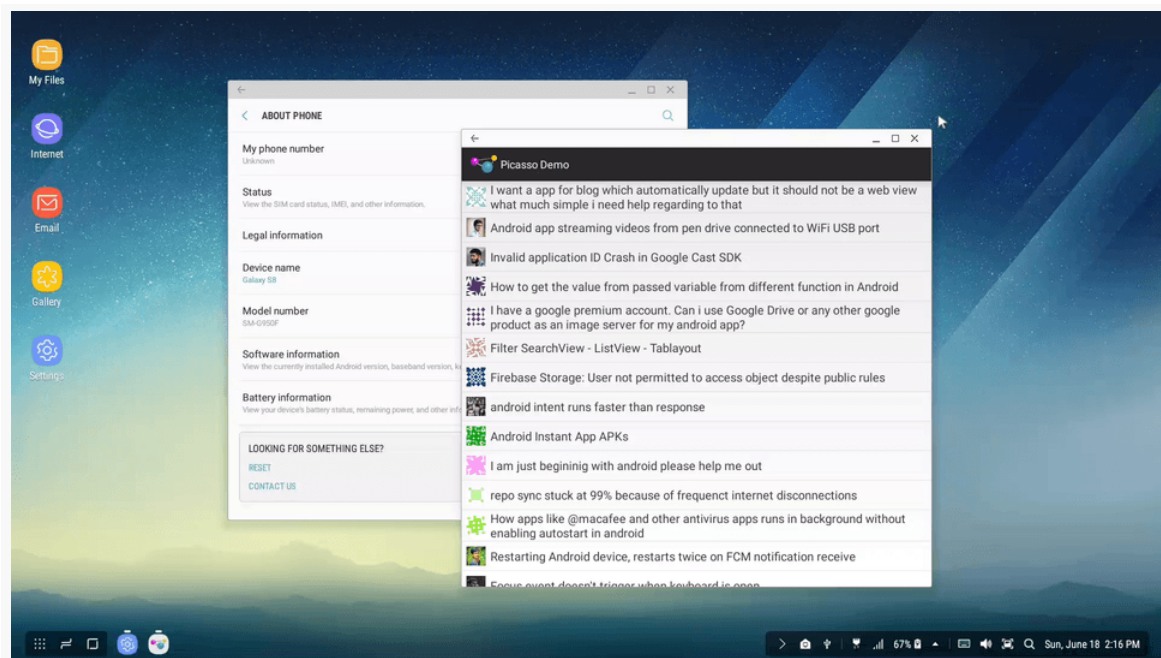 My Files
Internet
Email
Gallery
Settings
ABOUT PHONE
My phone number
Unknown
Status
View the SIM card status, IMEI, and other information.
Legal information
Device name
Galaxy S8
Model number
SM-G950F
Software information
View the currently installed Android version, baseband version, k
Battery information
View your device's battery status, remaining power, and other inf
LOOKING FOR SOMETHING ELSE?
RESET
CONTACT US
Picasso Demo
I want a app for blog which automatically update but it should not be a web view
what much simple i need help regarding to that
Android app streaming videos from pen drive connected to WiFi USB port
Invalid application ID Crash in Google Cast SDK
How to get the value from passed variable from different function in Android
I have a google premium account. Can i use Google Drive or any other google
product as an image server for my android app?
Filter SearchView - ListView - Tablayout
Firebase Storage: User not permitted to access object despite public rules
android intent runs faster than response
Android Instant App APKs
I am just begininig with android please help me out
repo sync stuck at 99% because of frequenct internet disconnections
How apps like @macafee and other antivirus apps runs in background without
enabling autostart in android
Restarting Android device, restarts twice on FCM notification receive
Focus event doesn't trigger when keyboard is open
67%
Sun, June 18 2:16 PM